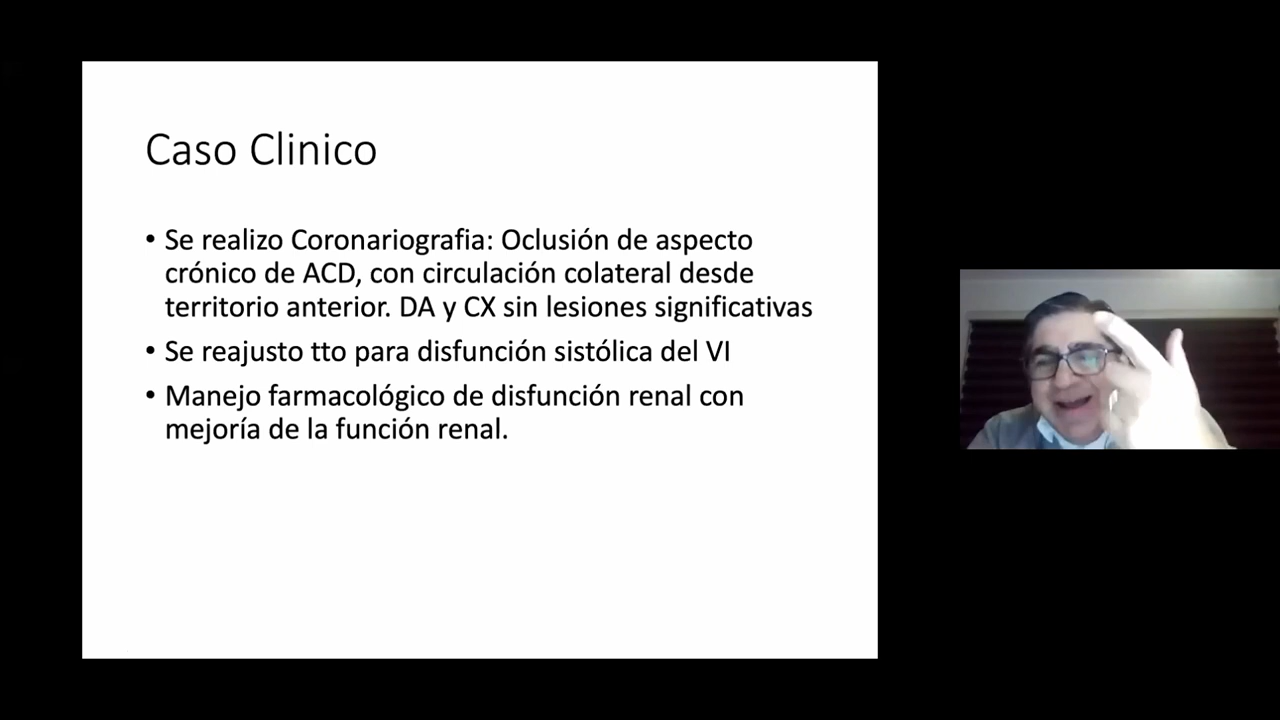 Caso Clinico
• Se realizo Coronariografia: Oclusión de aspecto
crónico de ACD, con circulación colateral desde
territorio anterior. DA y CX sin lesiones significativas
• Se reajusto tto para disfunción sistólica del VI
• Manejo farmacológico de disfunción renal con
mejoría de la función renal.